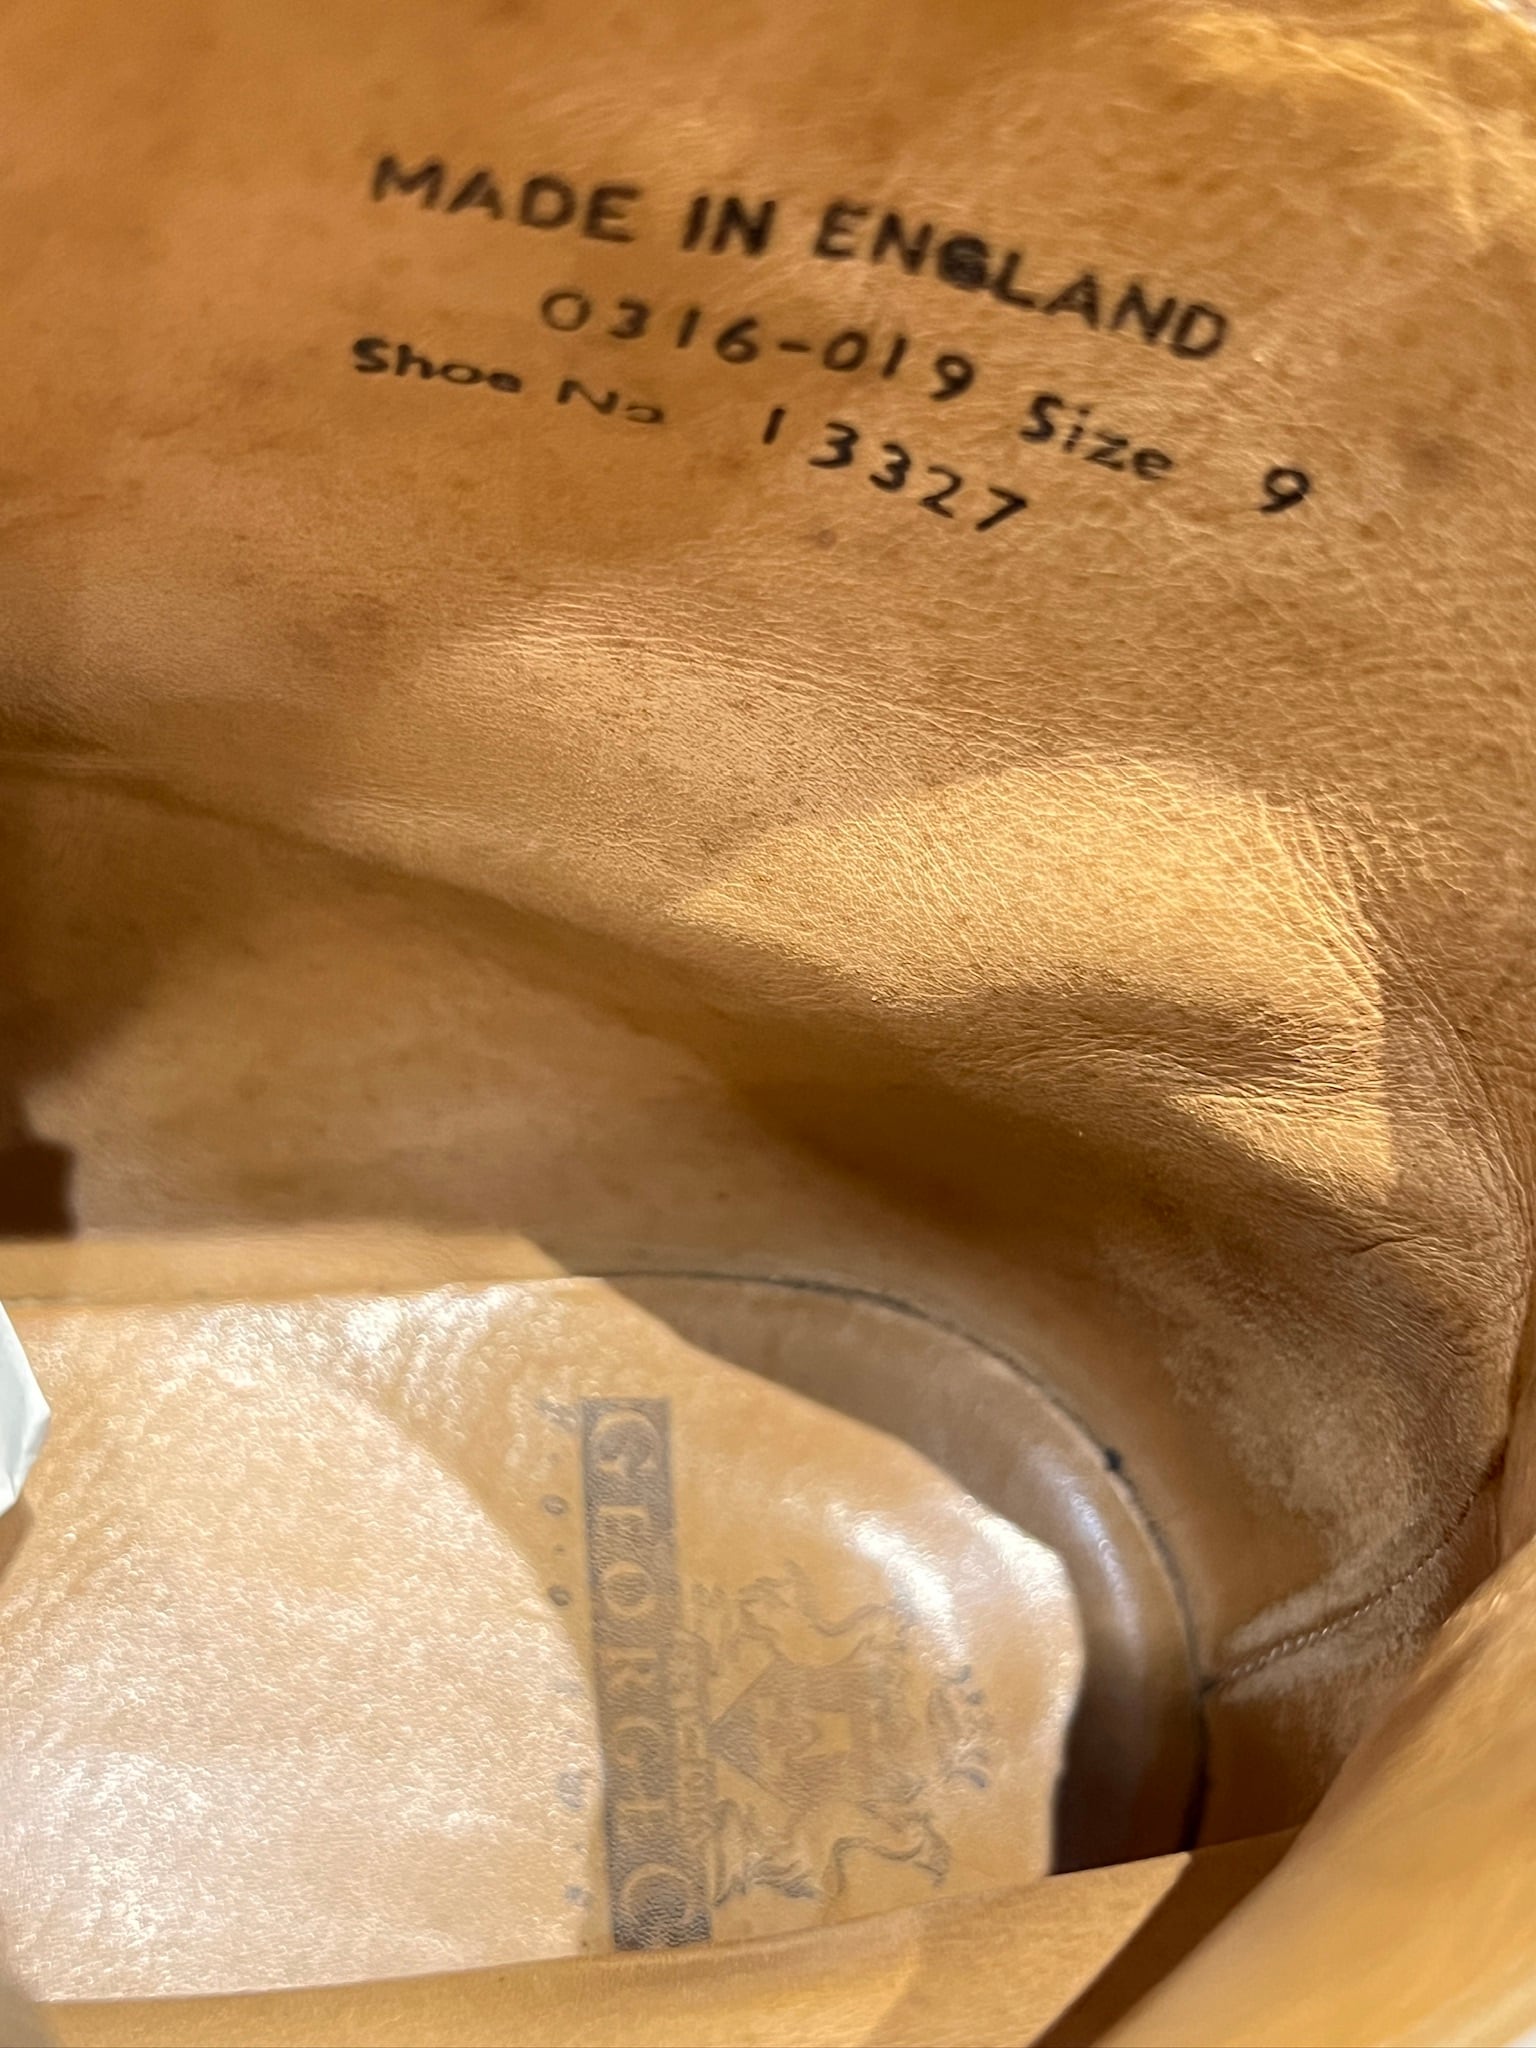 MADE IN ENGLAND
0316-019 Size 9
Shoe No 13327
GEORGE